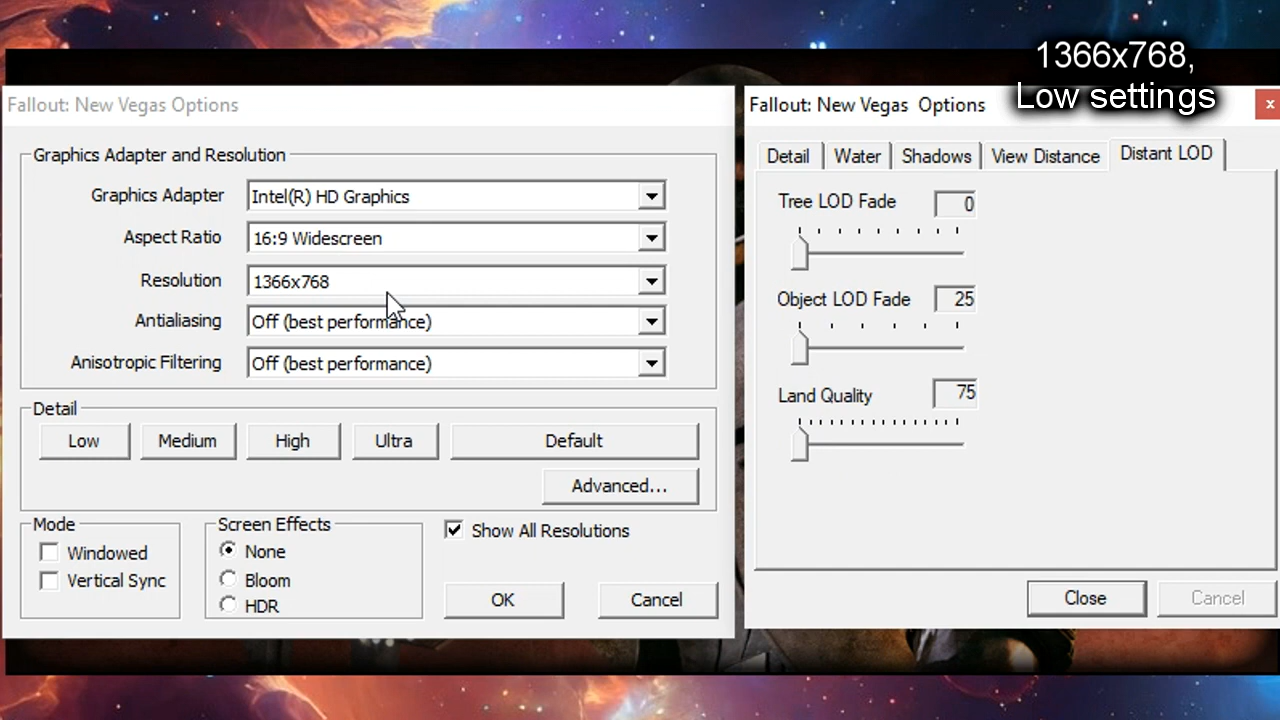 1366x768,
Low settings
Fallout: New Vegas Options
Graphics Adapter and Resolution
Graphics Adapter Intel(R) HD Graphics
Aspect Ratio 16:9 Widescreen
Resolution 1366x768
Antialiasing Off (best performance)
Anisotropic Filtering Off (best performance)
Detail
Low Medium High Ultra Default
Advanced...
Mode
Windowed
Vertical Sync
Screen Effects
None
Bloom
HDR
Show All Resolutions
OK Cancel
Fallout: New Vegas Options x
Detail Water Shadows View Distance Distant LOD
Tree LOD Fade 0
Object LOD Fade 25
Land Quality 75
Close Cancel